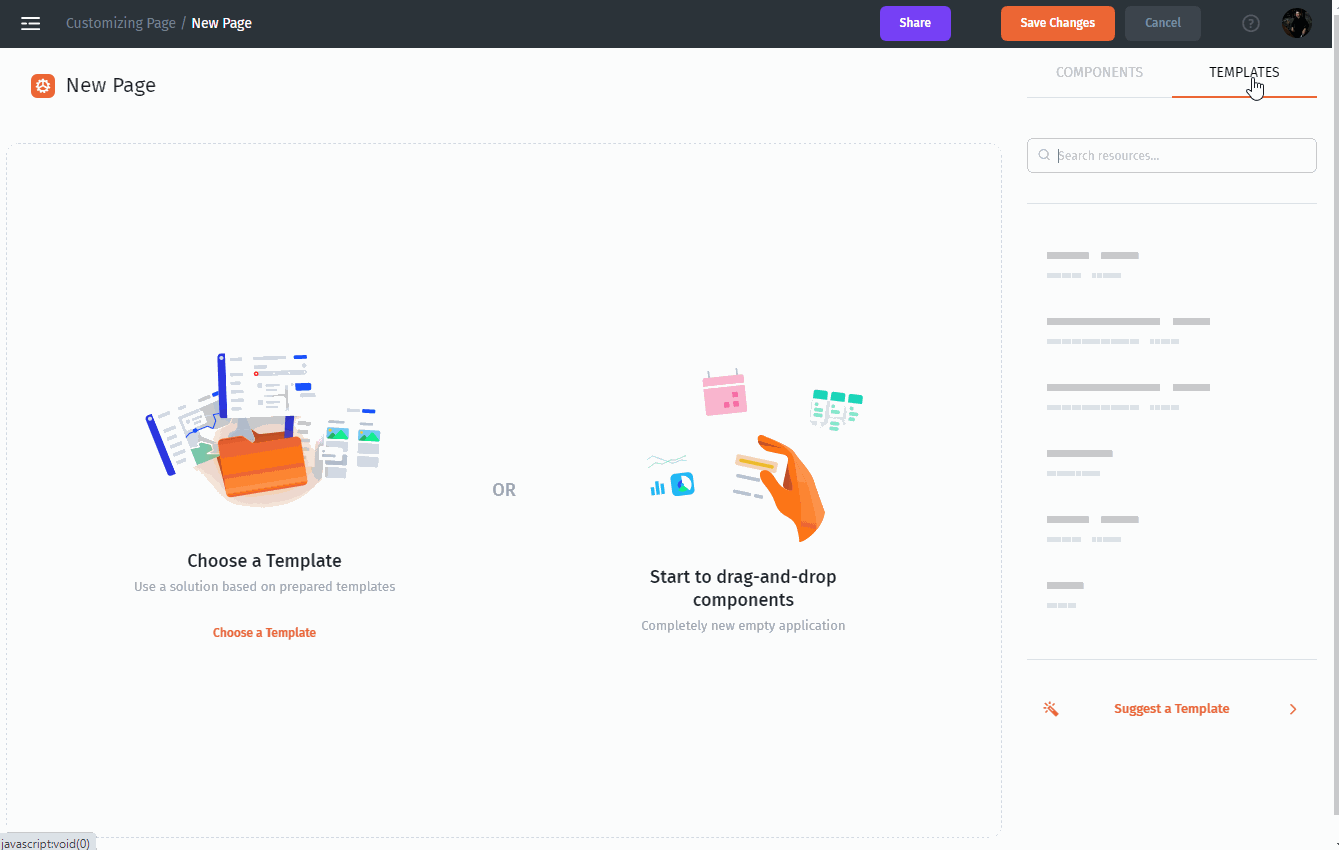 Customizing Page / New Page
Share
Save Changes
Cancel
?
New Page
COMPONENTS
TEMPLATES
Search resources...
OR
Choose a Template
Use a solution based on prepared templates
Choose a Template
Start to drag-and-drop
components
Completely new empty application
Suggest a Template
javascript:void(0)